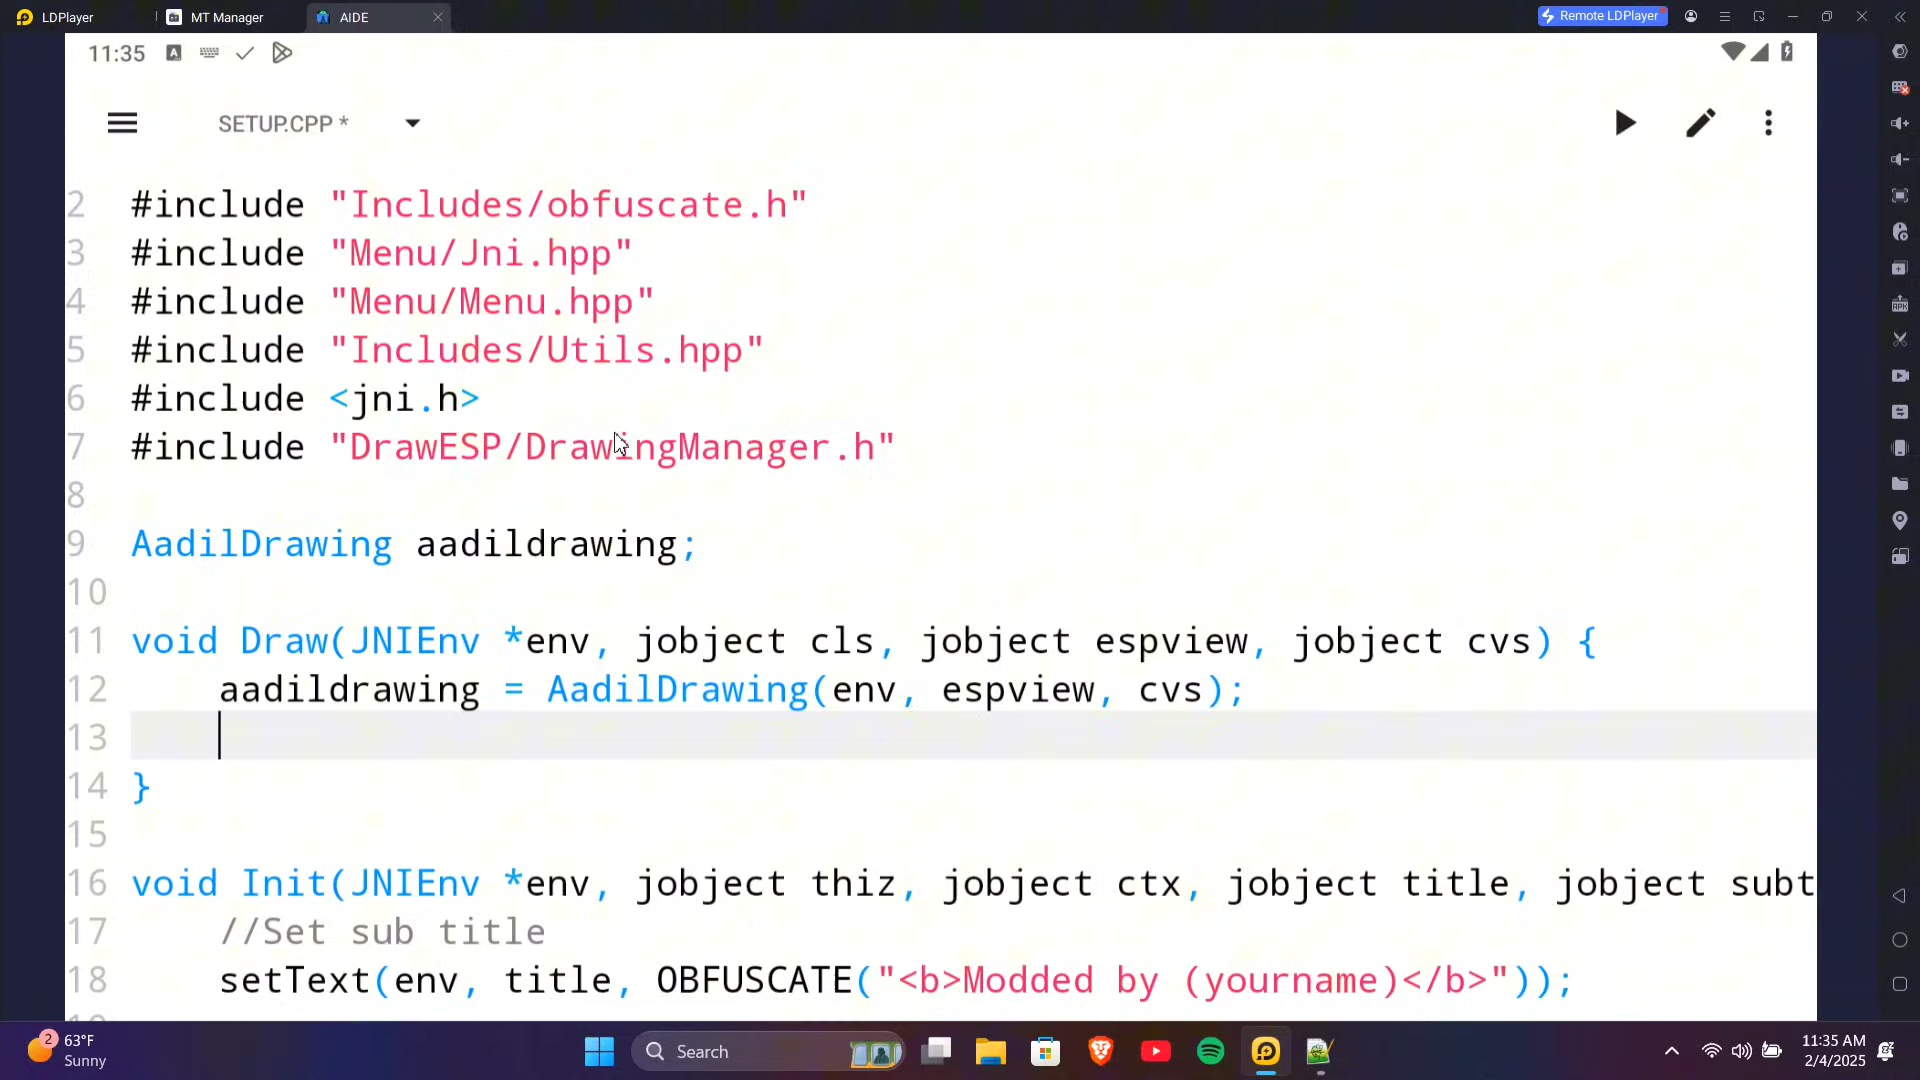 LDPlayer
MT Manager
AIDE
Remote LDPlayer
11:35
SETUP.CPP *
2 #include "Includes/obfuscate.h"
3 #include "Menu/Jni.hpp"
4 #include "Menu/Menu.hpp"
5 #include "Includes/Utils.hpp"
6 #include <jni.h>
7 #include "DrawESP/DrawingManager.h"
8
9 AadilDrawing aadildrawing;
10
11 void Draw(JNIEnv *env, jobject cls, jobject espview, jobject cvs) {
12 aadildrawing = AadilDrawing(env, espview, cvs);
13
14 }
15
16 void Init(JNIEnv *env, jobject thiz, jobject ctx, jobject title, jobject subt
17 //Set sub title
18 setText(env, title, OBFUSCATE("<b>Modded by (yourname)</b>"));
2
63°F
Sunny
Search
11:35 AM
2/4/2025